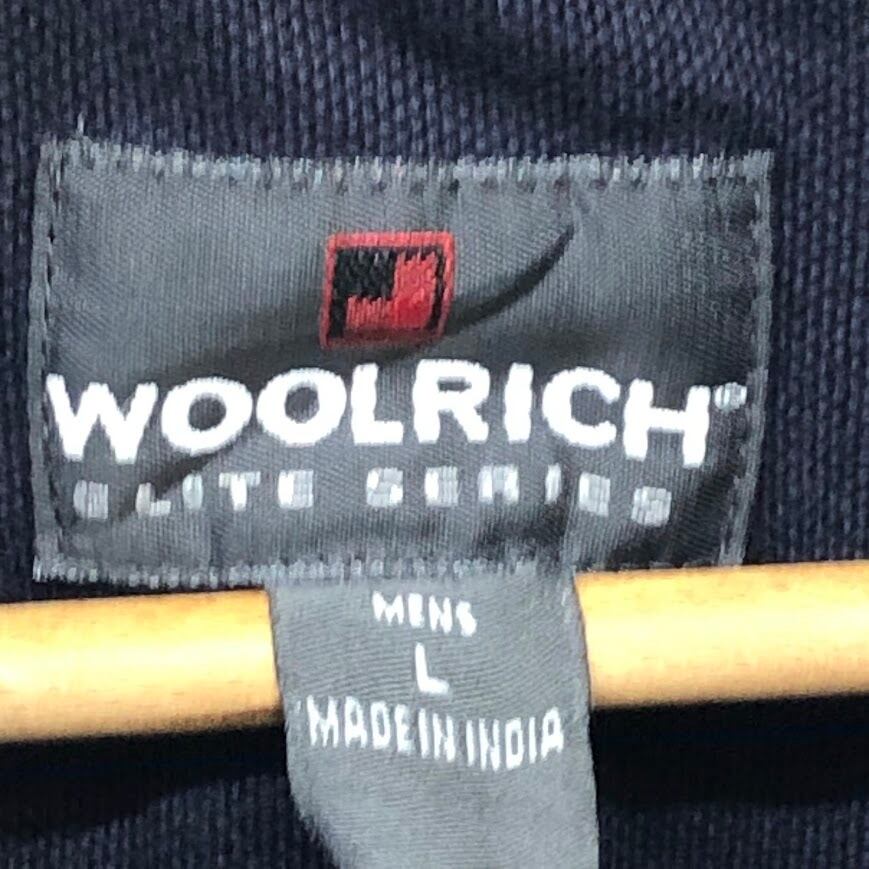 WOOLRICH®
ELITE SERIES
MENS
L
MADE IN INDIA